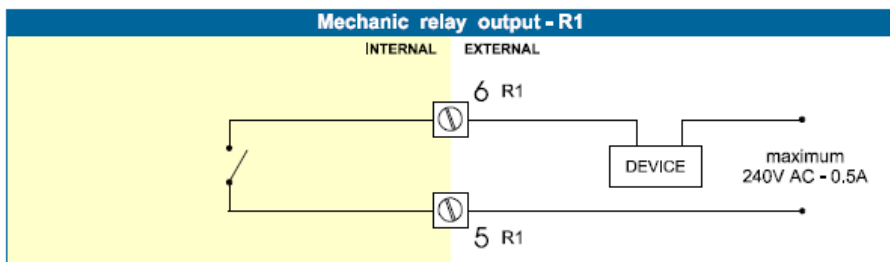 Mechanic relay output - R1
INTERNAL EXTERNAL
6 R1
DEVICE
maximum
240V AC - 0.5A
5 R1